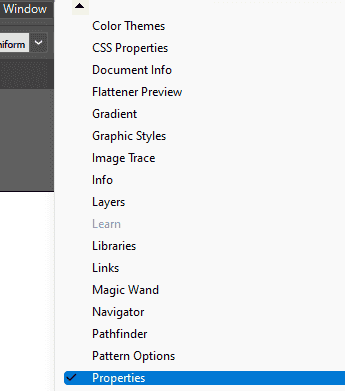 Window
niform
Color Themes
CSS Properties
Document Info
Flattener Preview
Gradient
Graphic Styles
Image Trace
Info
Layers
Learn
Libraries
Links
Magic Wand
Navigator
Pathfinder
Pattern Options
Properties